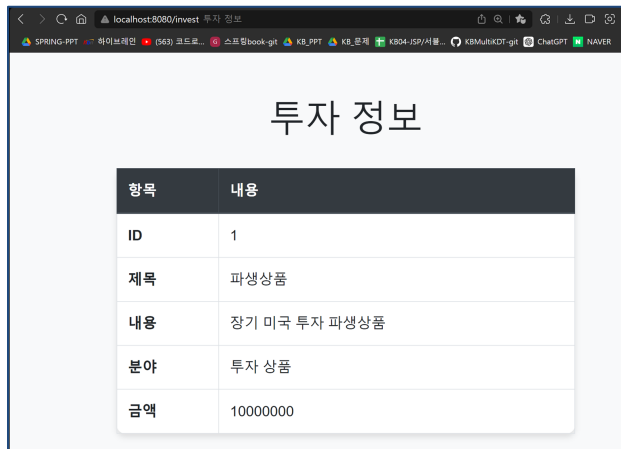 localhost:8080/invest 투자 정보
SPRING-PPT 하이브레인 (563) 코드로... 스프링book-git KB_PPT KB_문제 KB04-JSP/서블... KBMultiKDT-git ChatGPT NAVER
투자 정보
항목 내용
ID 1
제목 파생상품
내용 장기 미국 투자 파생상품
분야 투자 상품
금액 10000000